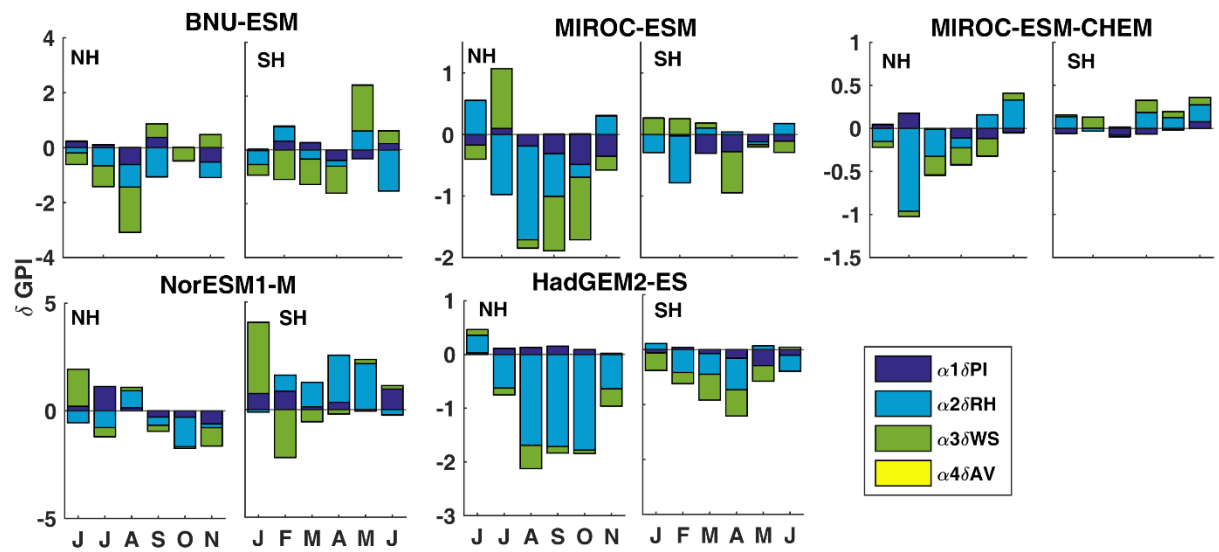 BNU-ESM
MIROC-ESM
MIROC-ESM-CHEM
4
2
0
-2
-4
NH
SH
1
0
-1
-2
NH
SH
1
0.5
0
-0.5
-1
-1.5
NH
SH
δ GPI
NorESM1-M
HadGEM2-ES
5
0
-5
NH
SH
J J A S O N
J F M A M J
1
0
-1
-2
-3
NH
SH
J J A S O N
J F M A M J
α1δPI
α2δRH
α3δWS
α4δAV